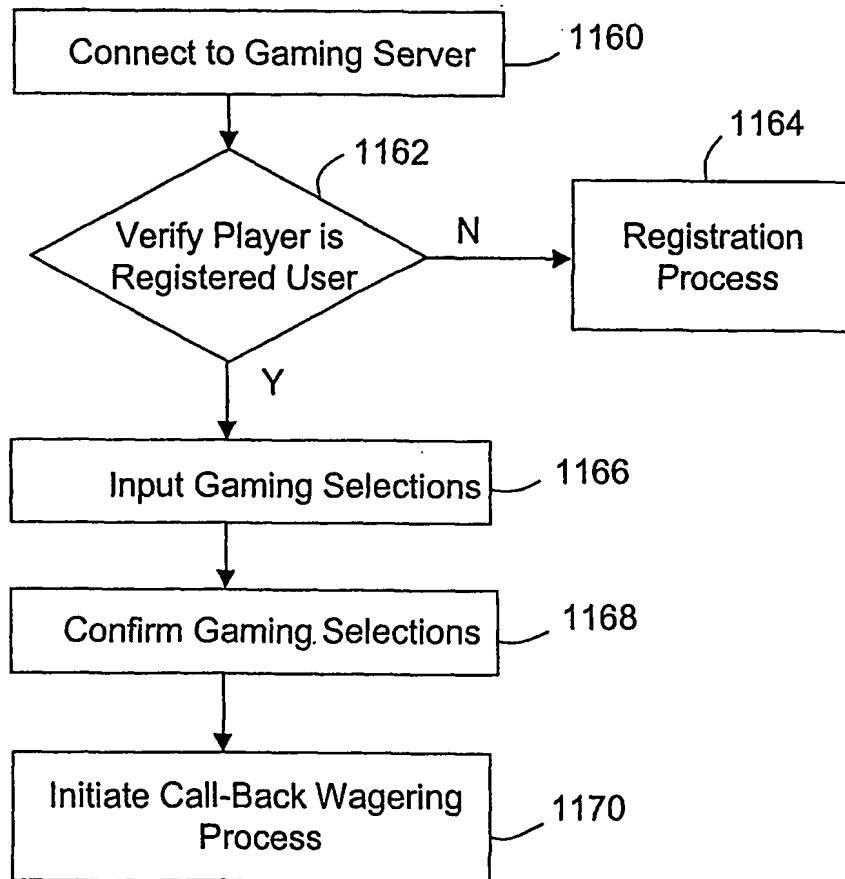 Connect to Gaming Server
1160
1162
Verify Player is
Registered User
N
1164
Registration
Process
Y
Input Gaming Selections
1166
Confirm Gaming Selections
1168
Initiate Call-Back Wagering
Process
1170